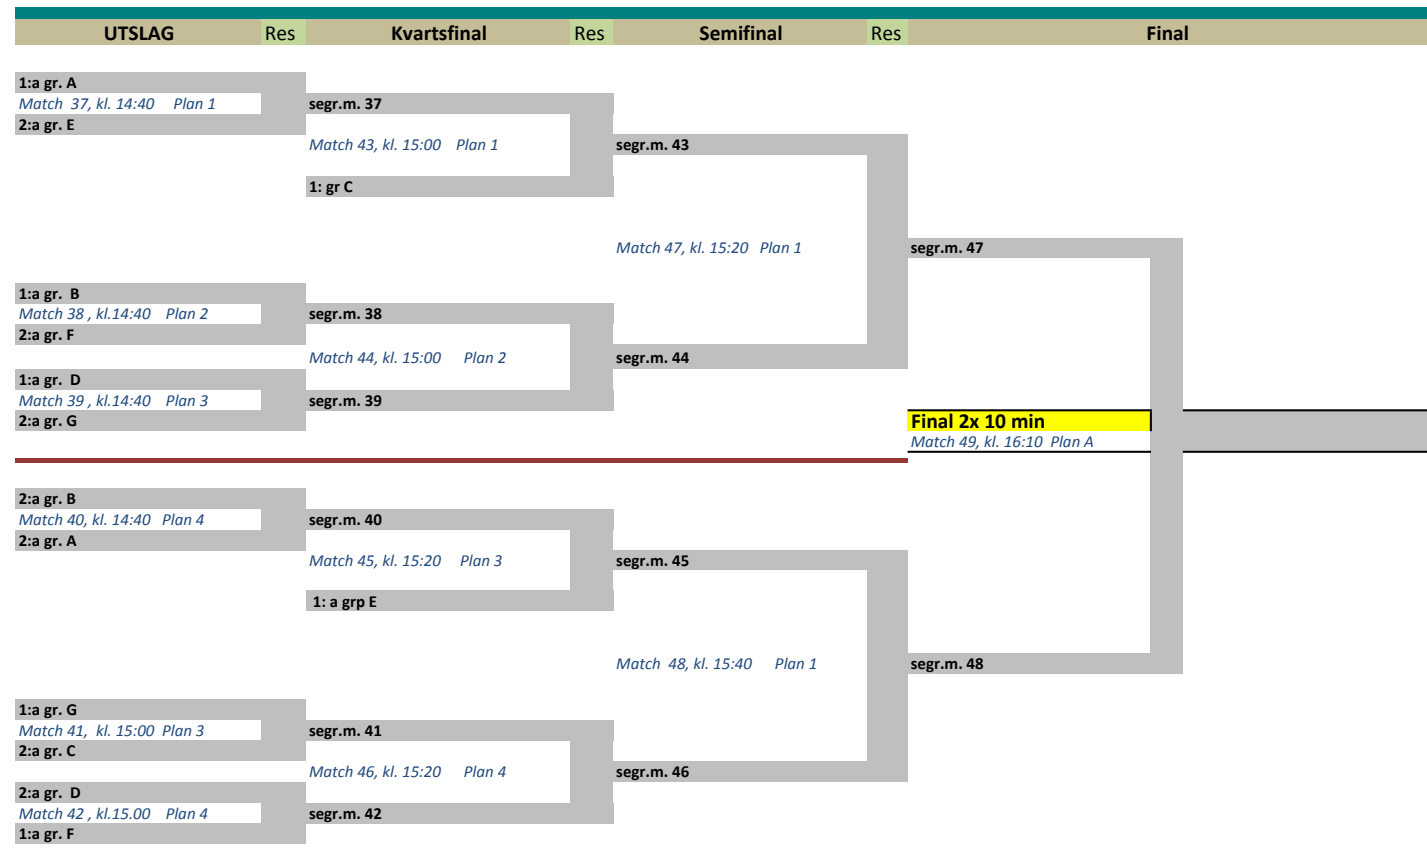 UTSLAG Res Kvartsfinal Res Semifinal Res Final
1:a gr. A
Match 37, kl. 14:40 Plan 1 segr.m. 37
2:a gr. E
Match 43, kl. 15:00 Plan 1 segr.m. 43
1: gr C
Match 47, kl. 15:20 Plan 1 segr.m. 47
1:a gr. B
Match 38 , kl.14:40 Plan 2 segr.m. 38
2:a gr. F
Match 44, kl. 15:00 Plan 2 segr.m. 44
1:a gr. D
Match 39 , kl.14:40 Plan 3 segr.m. 39
2:a gr. G Final 2x 10 min
Match 49, kl. 16:10 Plan A
2:a gr. B
Match 40, kl. 14:40 Plan 4 segr.m. 40
2:a gr. A
Match 45, kl. 15:20 Plan 3 segr.m. 45
1: a grp E
Match 48, kl. 15:40 Plan 1 segr.m. 48
1:a gr. G
Match 41, kl. 15:00 Plan 3 segr.m. 41
2:a gr. C
Match 46, kl. 15:20 Plan 4 segr.m. 46
2:a gr. D
Match 42 , kl.15.00 Plan 4 segr.m. 42
1:a gr. F